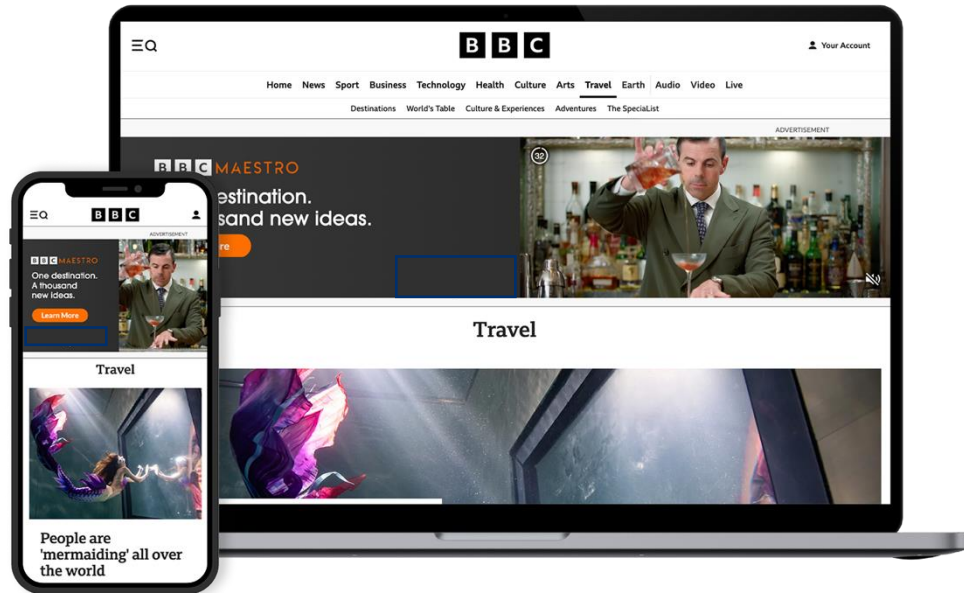 BBC
Your Account
Home News Sport Business Technology Health Culture Arts Travel Earth Audio Video Live
Destinations World's Table Culture & Experiences Adventures The SpeciaList
ADVERTISEMENT
BBC MAESTRO
estination.
sand new ideas.
re
32
Travel
BBC
ADVERTISEMENT
BBC MAESTRO
One destination.
A thousand
new ideas.
Learn More
Travel
People are
'mermaiding' all over
the world